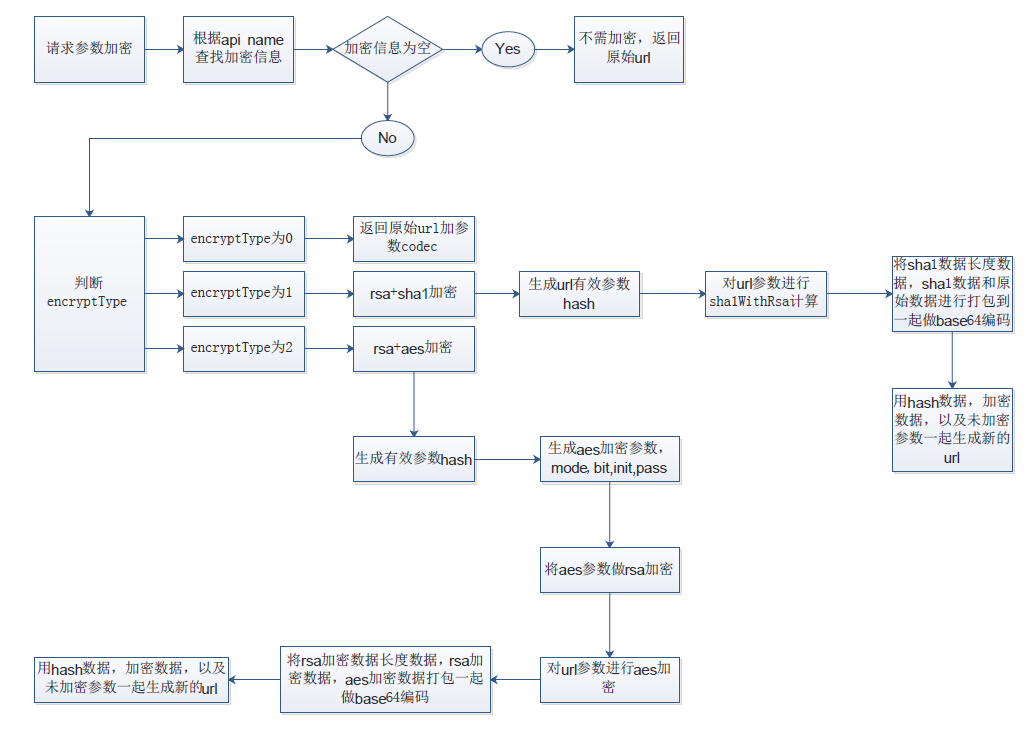 请求参数加密
根据api name
查找加密信息
加密信息为空
Yes
不需加密，返回
原始url
No
判断
encryptType
encryptType为0
返回原始url加参
数codec
encryptType为1
rsa+sha1加密
生成url有效参数
hash
对url参数进行
sha1WithRsa计算
将sha1数据长度数
据，sha1数据和原
始数据进行打包到
一起做base64编码
encryptType为2
rsa+aes加密
用hash数据，加密
数据，以及未加密
参数一起生成新的
url
生成有效参数hash
生成aes加密参数，
mode, bit,init,pass
将aes参数做rsa加密
对url参数进行aes加
密
将rsa加密数据长度数据，rsa加
密数据，aes加密数据打包一起
做base64编码
用hash数据，加密数据，以及
未加密参数一起生成新的url